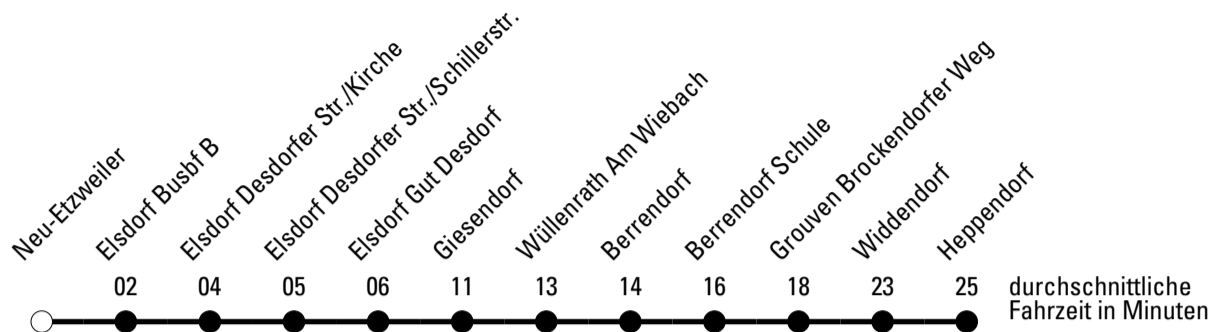 Neu-Etzweiler
Elsdorf Busbf B
Elsdorf Desdorfer Str./Kirche
Elsdorf Desdorfer Str./Schillerstr.
Elsdorf Gut Desdorf
Giesendorf
Wüllenrath Am Wiebach
Berrendorf
Berrendorf Schule
Grouven Brockendorfer Weg
Widdendorf
Heppendorf
02 04 05 06 11 13 14 16 18 23 25 durchschnittliche
Fahrzeit in Minuten